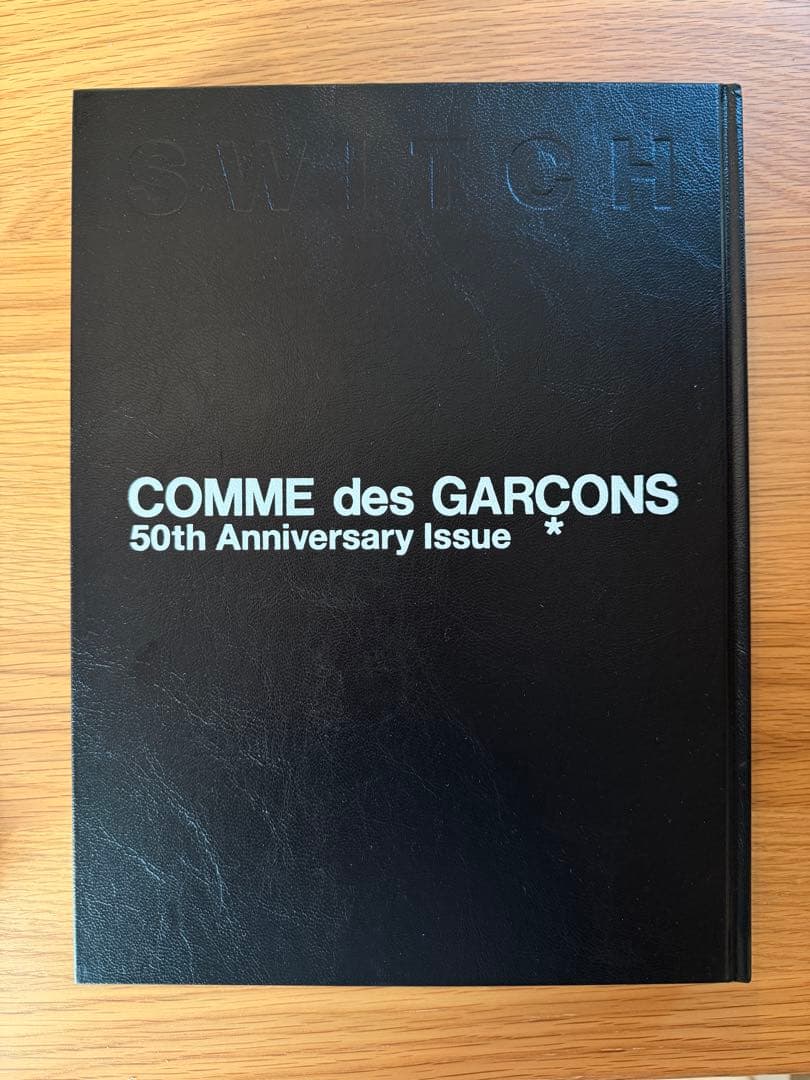 SWITCH
COMME des GARÇONS
50th Anniversary Issue *